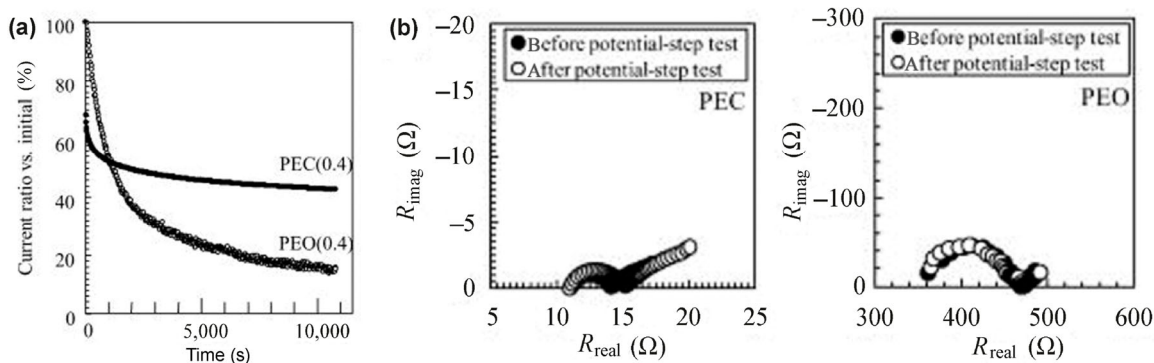 (a)
Current ratio vs. initial (%)
100
80
60
40
20
0
PEC(0.4)
PEO(0.4)
0
5,000
10,000
Time (s)
(b)
R_imag (Ω)
−20
−15
−10
−5
0
Before potential-step test
After potential-step test
PEC
5
10
15
20
25
R_real (Ω)
R_imag (Ω)
−300
−200
−100
0
Before potential-step test
After potential-step test
PEO
300
400
500
600
R_real (Ω)